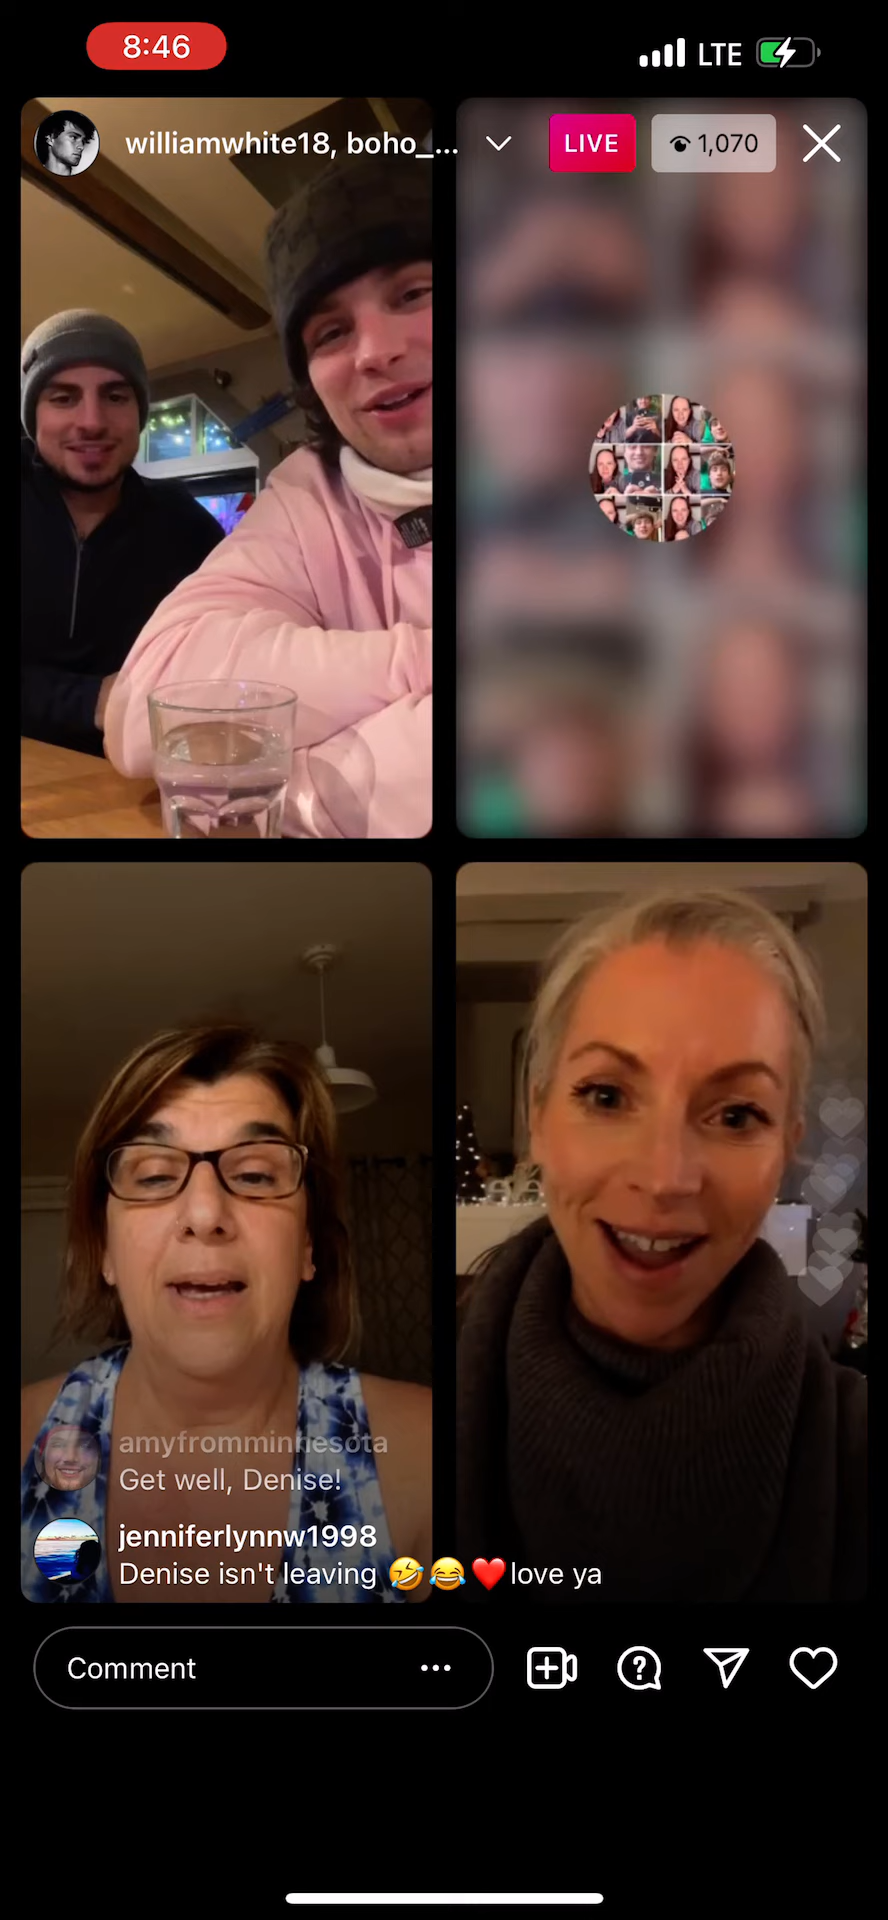 8:46
LTE
williamwhite18, boho_...
LIVE
1,070
amyfromminnesota
Get well, Denise!
jenniferlynnw1998
Denise isn't leaving 🤣😂❤️love ya
Comment